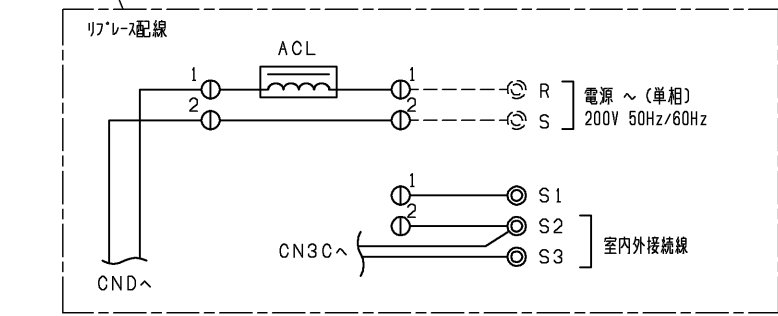 リプレース配線
ACL
1 1
R
2 2
S
電源 ~ (単相)
200V 50Hz/60Hz
1
S1
2
S2
CN3Cへ
S3
室内外接続線
CNDへ